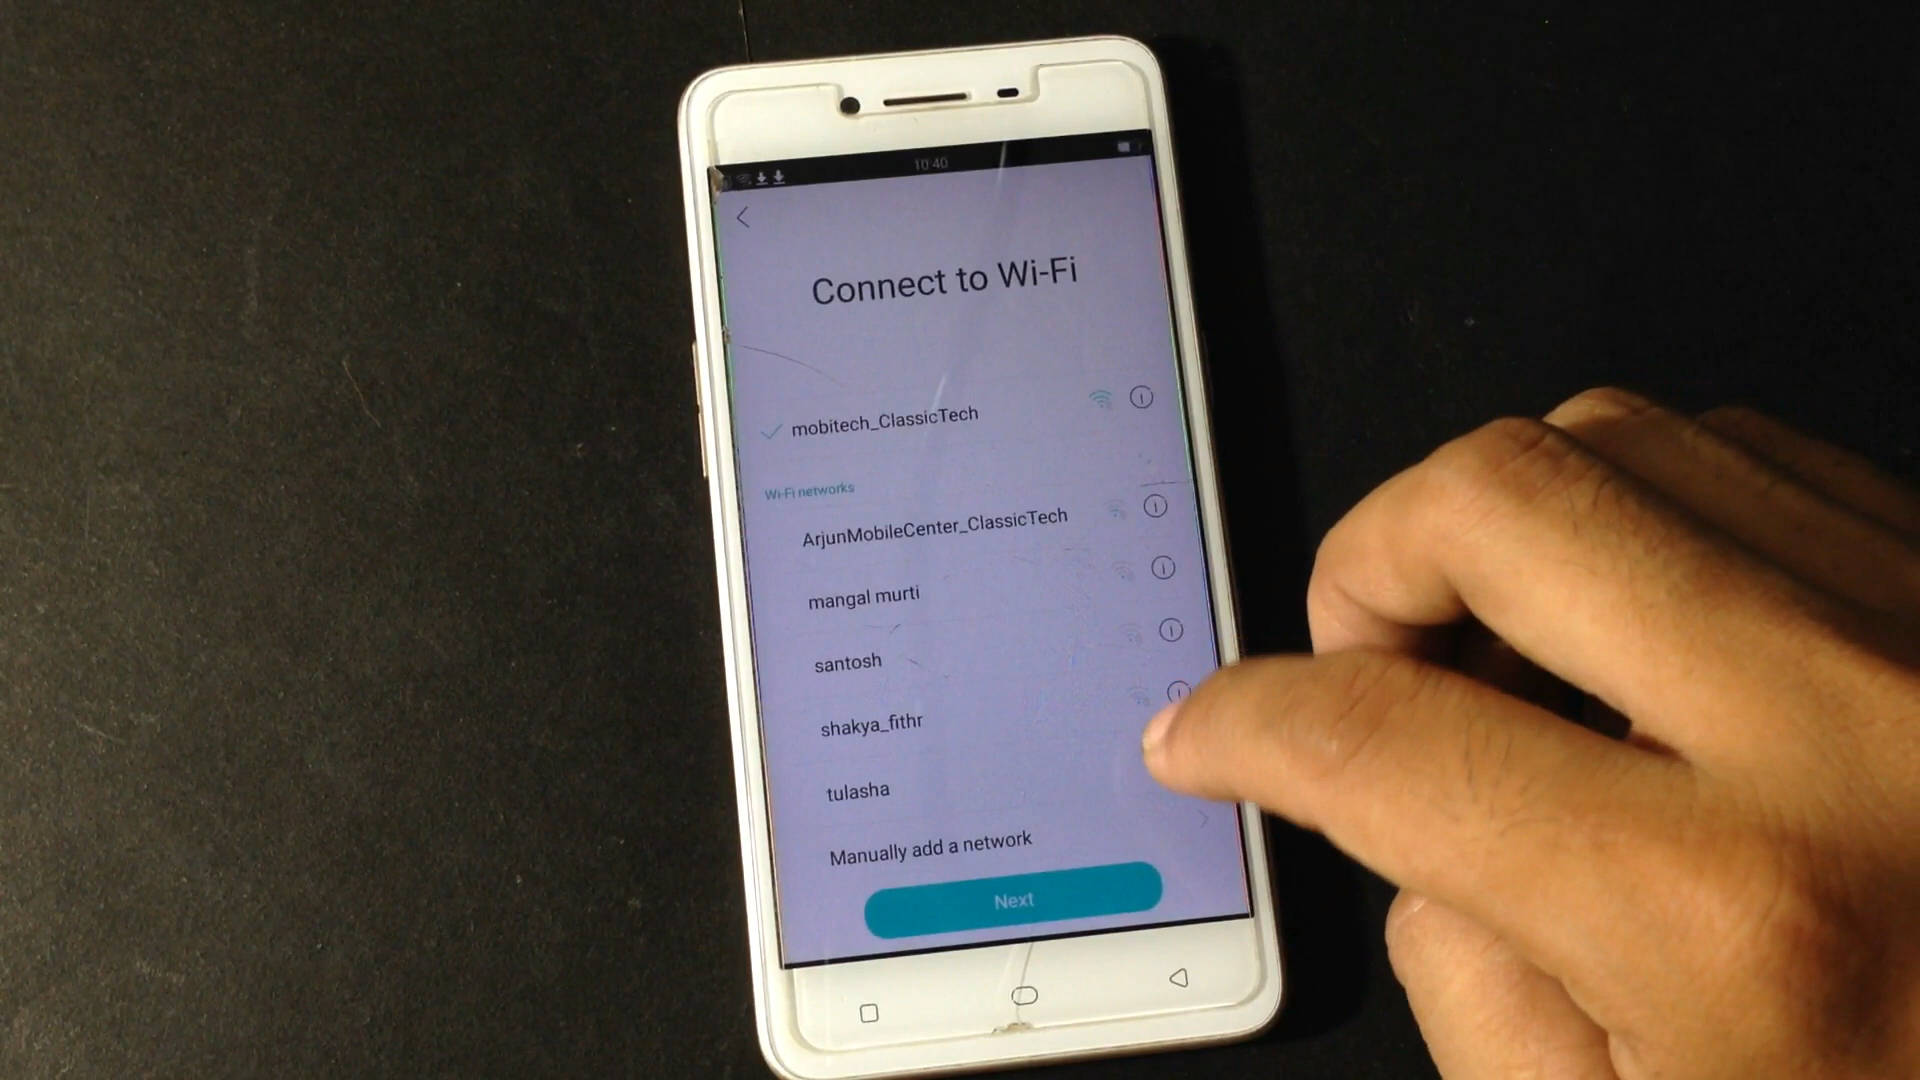 10:40
Connect to Wi-Fi
mobitech_ClassicTech
Wi-Fi networks
ArjunMobileCenter_ClassicTech
mangal murti
santosh
shakya_fithr
tulasha
Manually add a network
Next